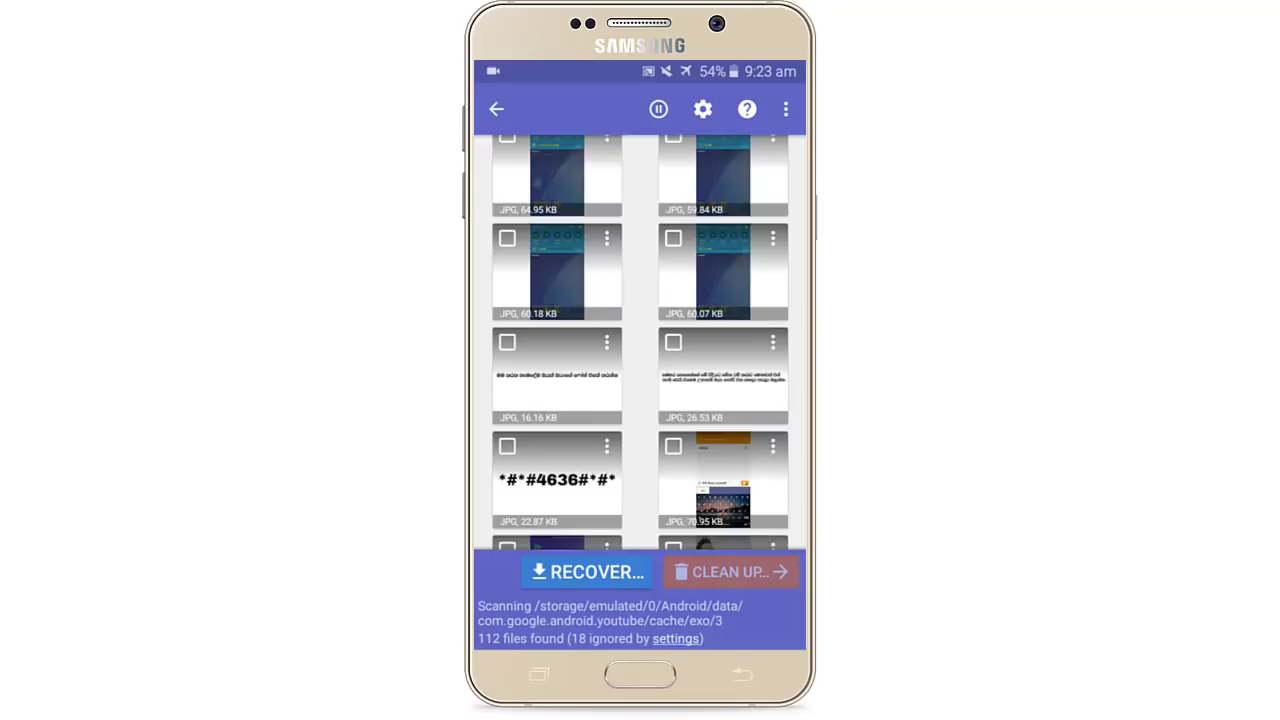 SAMSUNG
54% 9:23 am
JPG, 64.95 KB
JPG, 59.84 KB
JPG, 60.18 KB
JPG, 60.07 KB
JPG, 16.16 KB
JPG, 26.53 KB
*#*#4636#*#*
JPG, 22.87 KB
JPG, 70.95 KB
RECOVER...
CLEAN UP...
Scanning /storage/emulated/0/Android/data/
com.google.android.youtube/cache/exo/3
112 files found (18 ignored by settings)